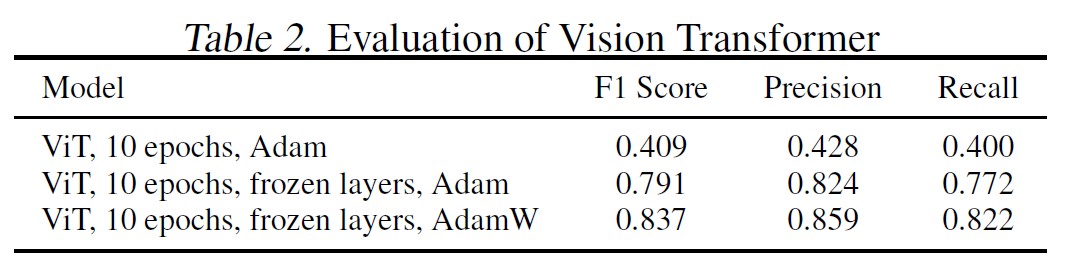 Table 2. Evaluation of Vision Transformer
Model F1 Score Precision Recall
ViT, 10 epochs, Adam 0.409 0.428 0.400
ViT, 10 epochs, frozen layers, Adam 0.791 0.824 0.772
ViT, 10 epochs, frozen layers, AdamW 0.837 0.859 0.822